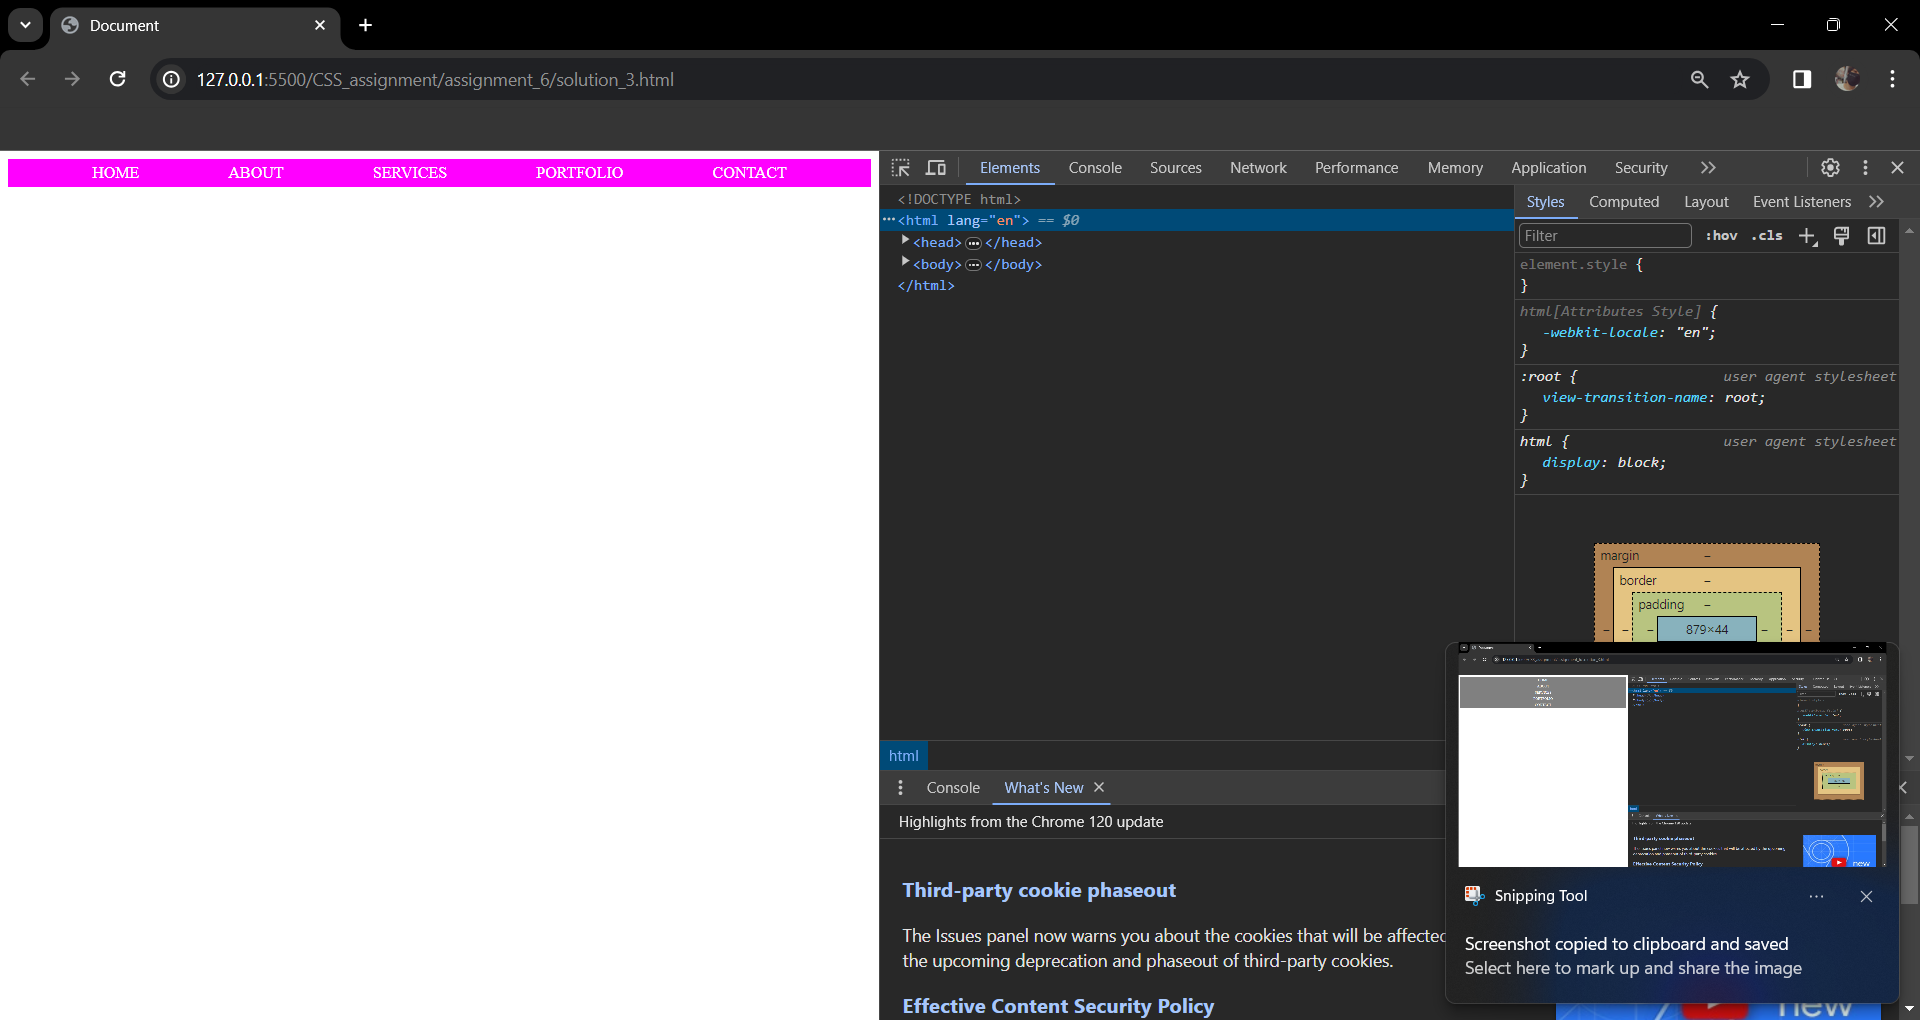 Document
127.0.0.1:5500/CSS_assignment/assignment_6/solution_3.html
HOME ABOUT SERVICES PORTFOLIO CONTACT
Elements Console Sources Network Performance Memory Application Security
<!DOCTYPE html>
<html lang="en"> == $0
<head> </head>
<body> </body>
</html>
Styles Computed Layout Event Listeners
Filter :hov .cls
element.style {
}
html[Attributes Style] {
-webkit-locale: "en";
}
:root { user agent stylesheet
view-transition-name: root;
}
html { user agent stylesheet
display: block;
}
margin –
border –
padding –
– – – 879×44 – – –
html
Console What's New
Highlights from the Chrome 120 update
Third-party cookie phaseout
The Issues panel now warns you about the cookies that will be affected
the upcoming deprecation and phaseout of third-party cookies.
Effective Content Security Policy
Snipping Tool
Screenshot copied to clipboard and saved
Select here to mark up and share the image
new